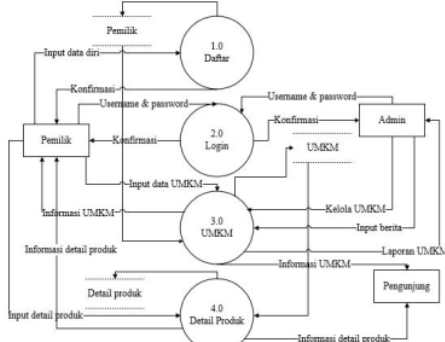 Pemilik
1.0
Daftar
Input data diri
Konfirmasi
Username & password
Username & password
Pemilik
Konfirmasi
2.0
Login
Konfirmasi
Admin
UMKM
Input data UMKM
Informasi UMKM
3.0
UMKM
Kelola UMKM
Input berita
Laporan UMKM
Informasi UMKM
Informasi detail produk
Pengunjung
Detail produk
4.0
Detail Produk
Input detail produk
Informasi detail produk